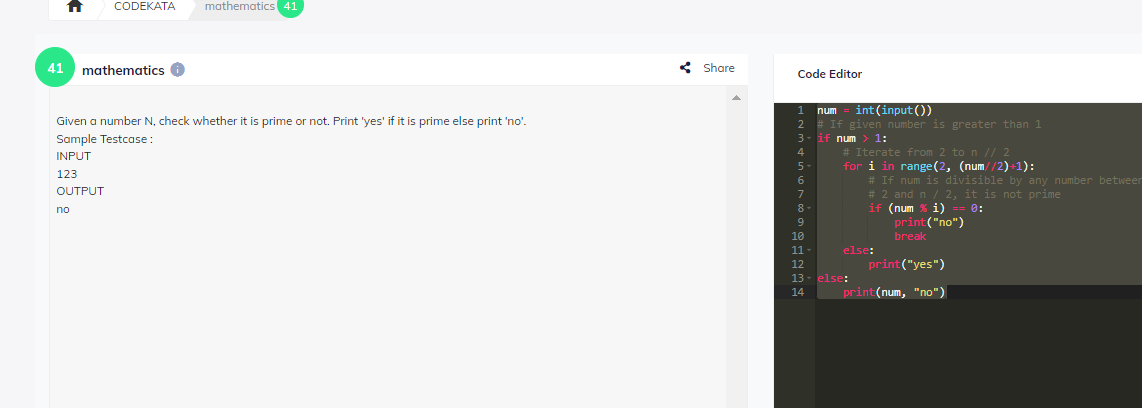 CODEKATA mathematics 41
41 mathematics i Share
Given a number N, check whether it is prime or not. Print 'yes' if it is prime else print 'no'.
Sample Testcase :
INPUT
123
OUTPUT
no
Code Editor
1 num = int(input())
2 # If given number is greater than 1
3 if num > 1:
4 # Iterate from 2 to n // 2
5 for i in range(2, (num//2)+1):
6 # If num is divisible by any number between
7 # 2 and n / 2, it is not prime
8 if (num % i) == 0:
9 print("no")
10 break
11 else:
12 print("yes")
13 else:
14 print(num, "no")